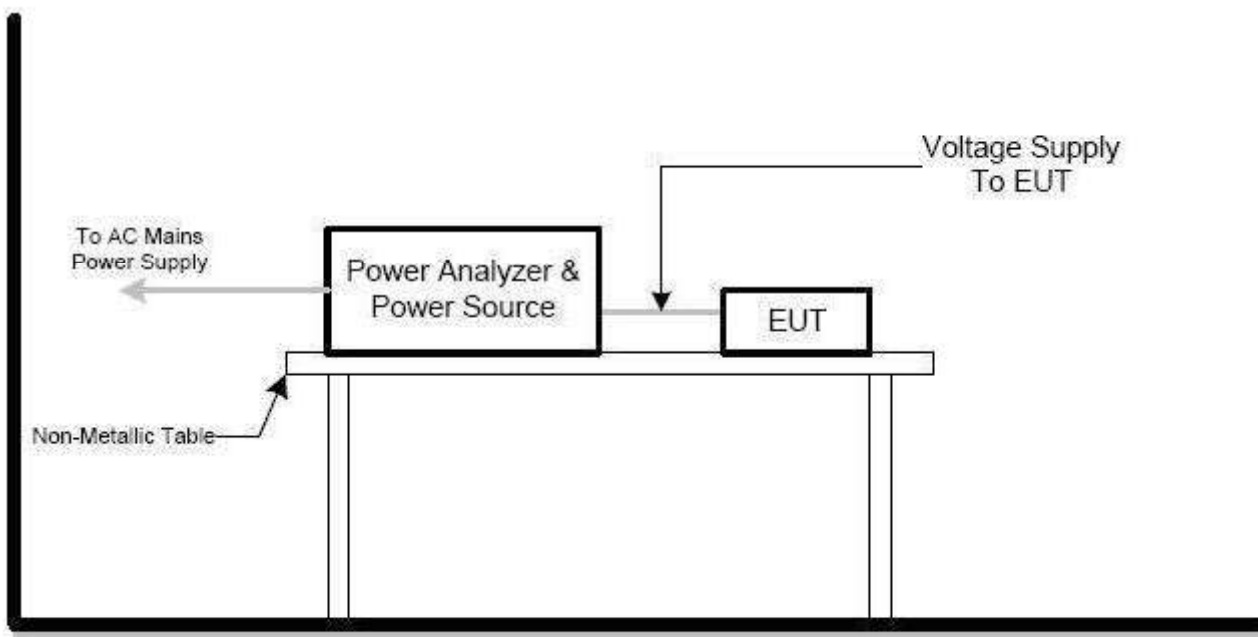 Voltage Supply
To EUT
To AC Mains
Power Supply
Power Analyzer &
Power Source
EUT
Non-Metallic Table